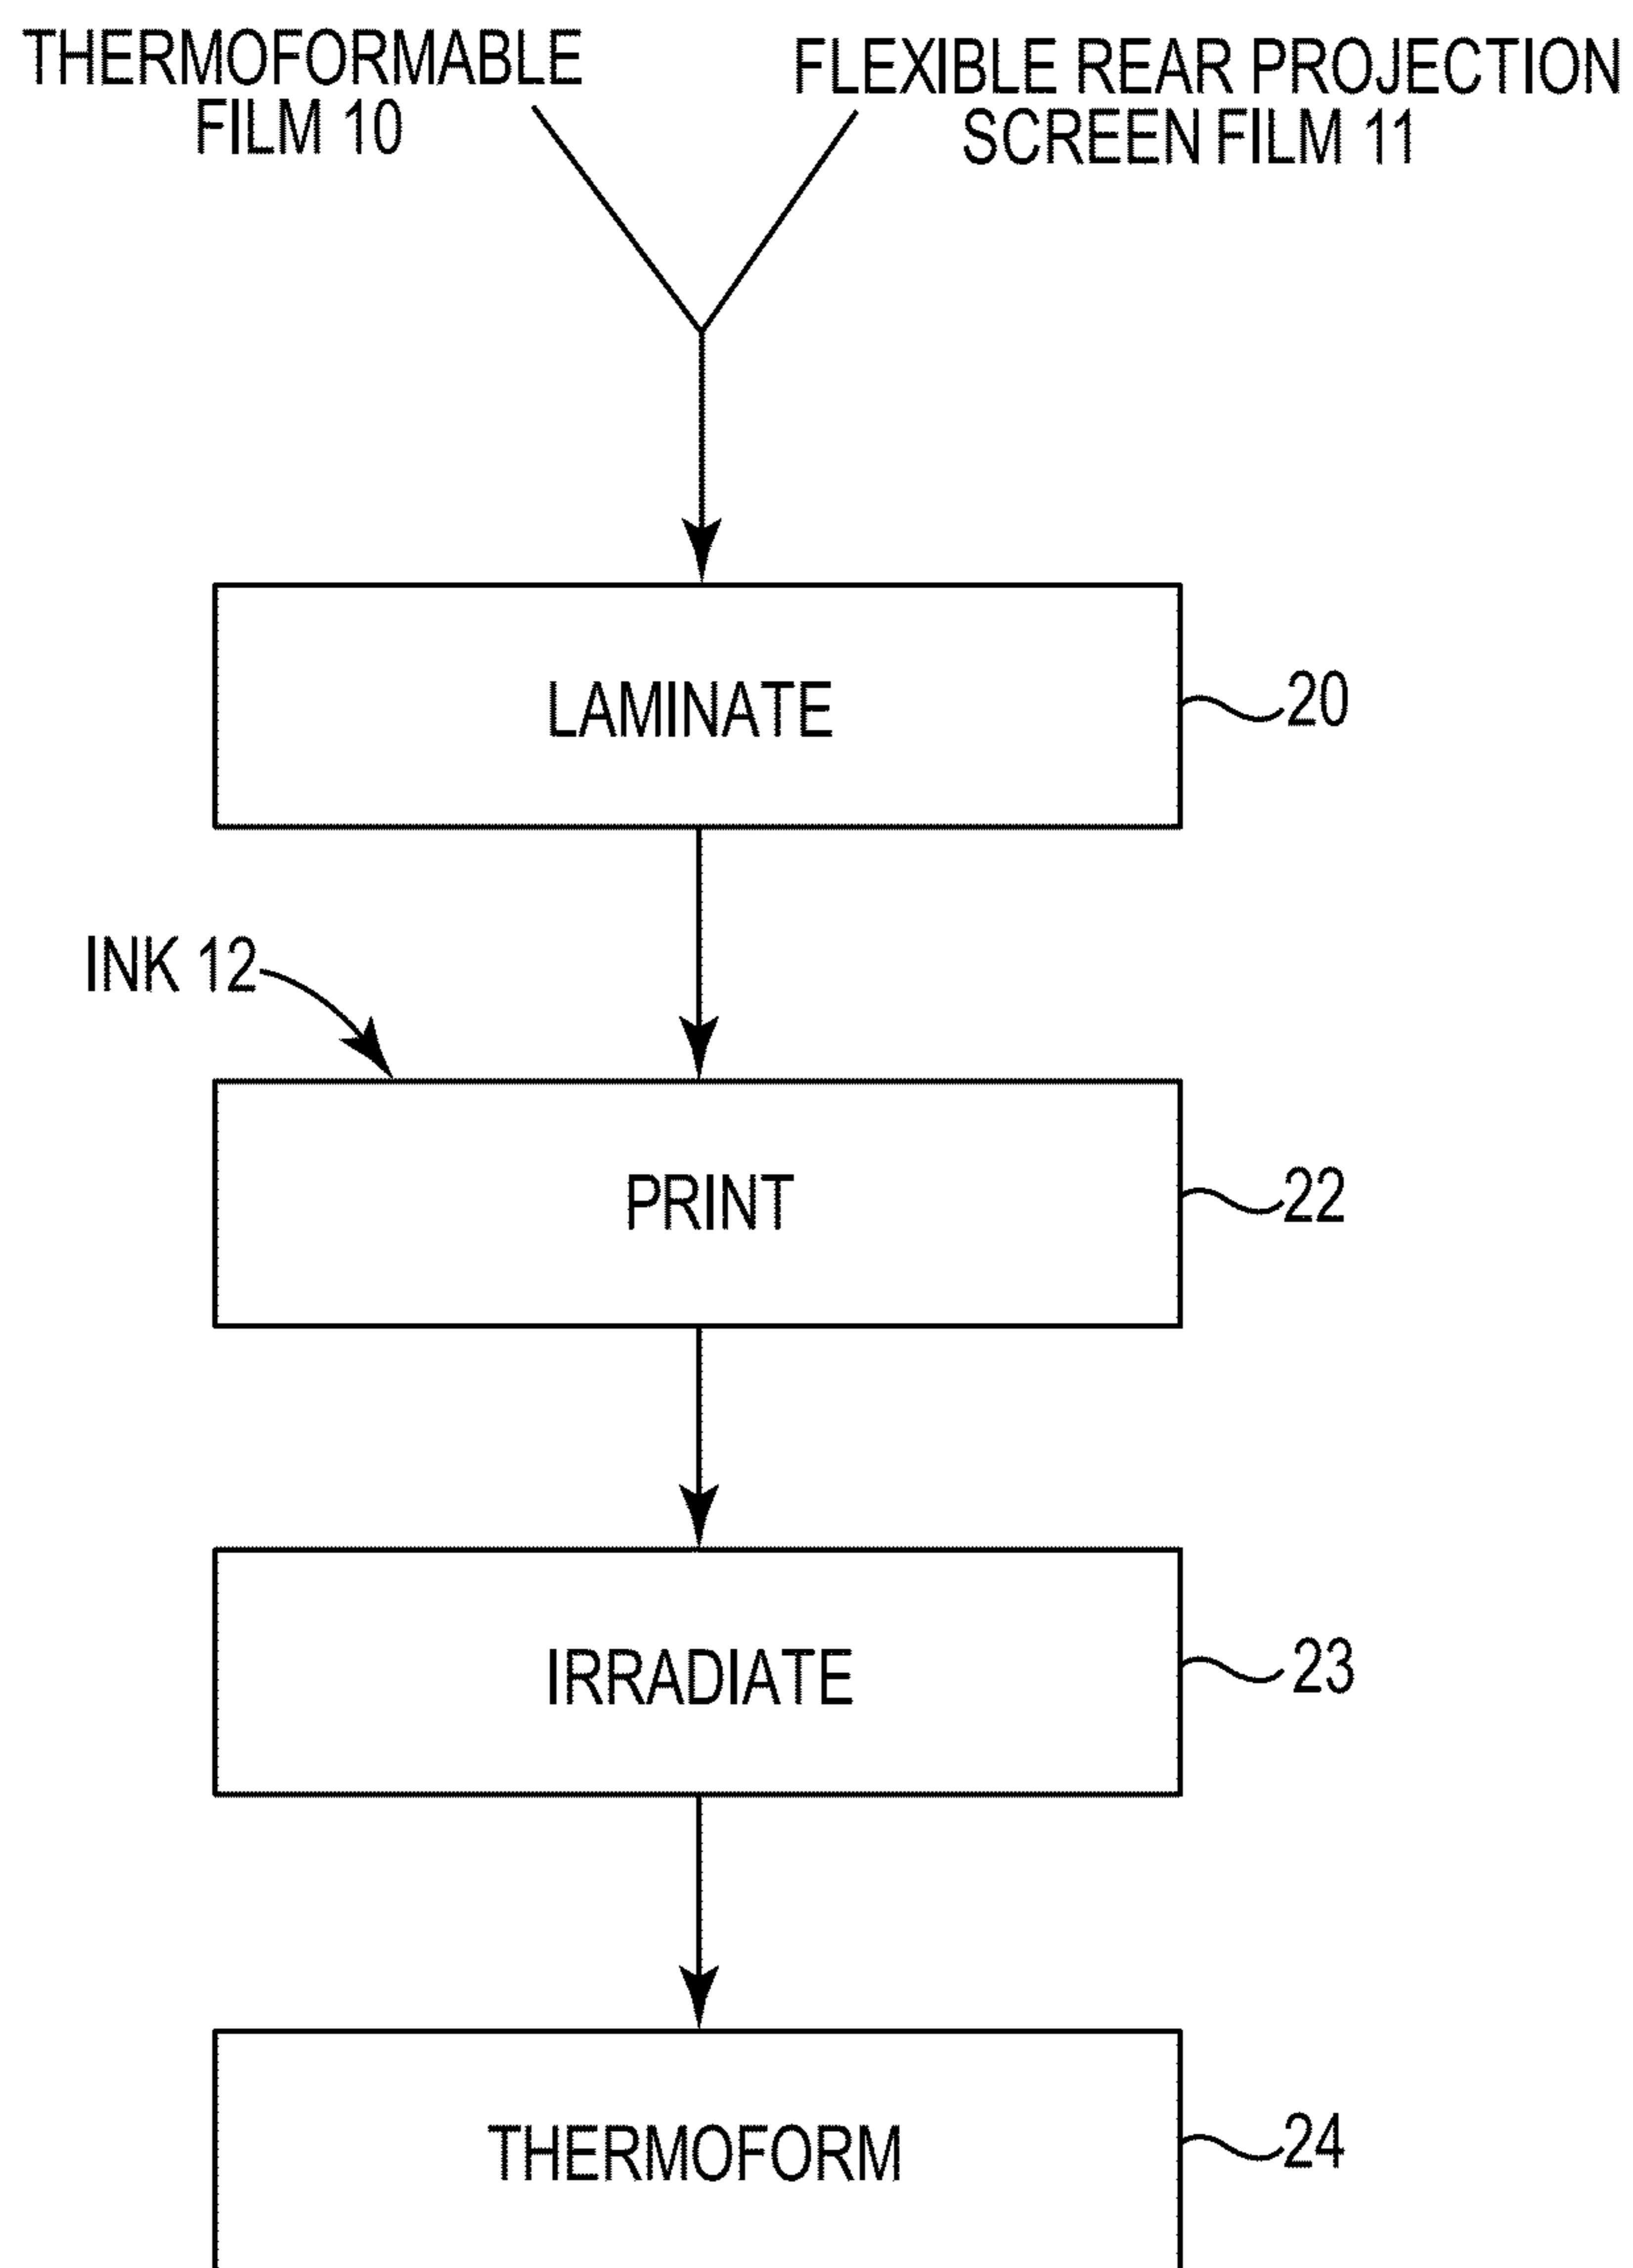 THERMOFORMABLE
FILM 10
FLEXIBLE REAR PROJECTION
SCREEN FILM 11
LAMINATE
20
INK 12
PRINT
22
IRRADIATE
23
THERMOFORM
24